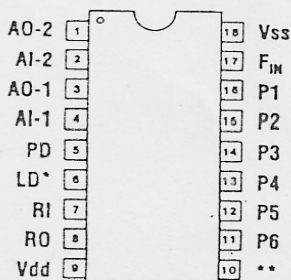 AO-2 1 18 Vss
AI-2 2 17 FIN
AO-1 3 16 P1
AI-1 4 15 P2
PD 5 14 P3
LD* 6 13 P4
RI 7 12 P5
RO 8 11 P6
Vdd 9 10 **